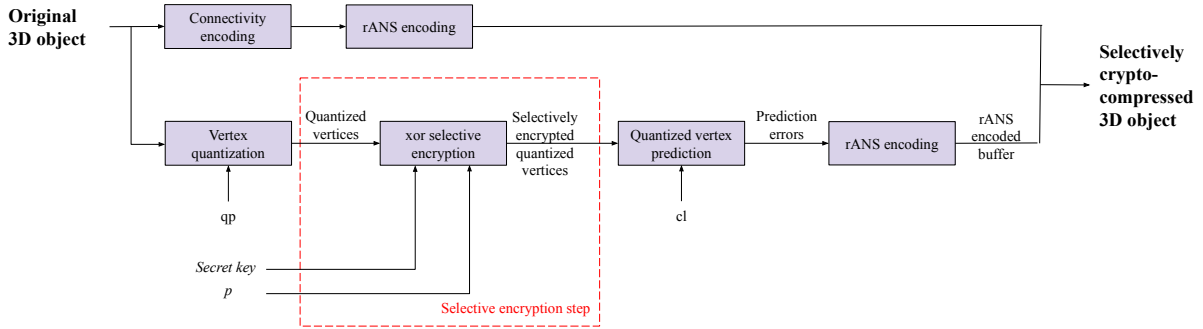 Original
3D object
Connectivity
encoding
rANS encoding
Selectively
crypto-
compressed
3D object
Vertex
quantization
Quantized
vertices
xor selective
encryption
Selectively
encrypted
quantized
vertices
Quantized vertex
prediction
Prediction
errors
rANS encoding
rANS
encoded
buffer
qp
cl
Secret key
p
Selective encryption step